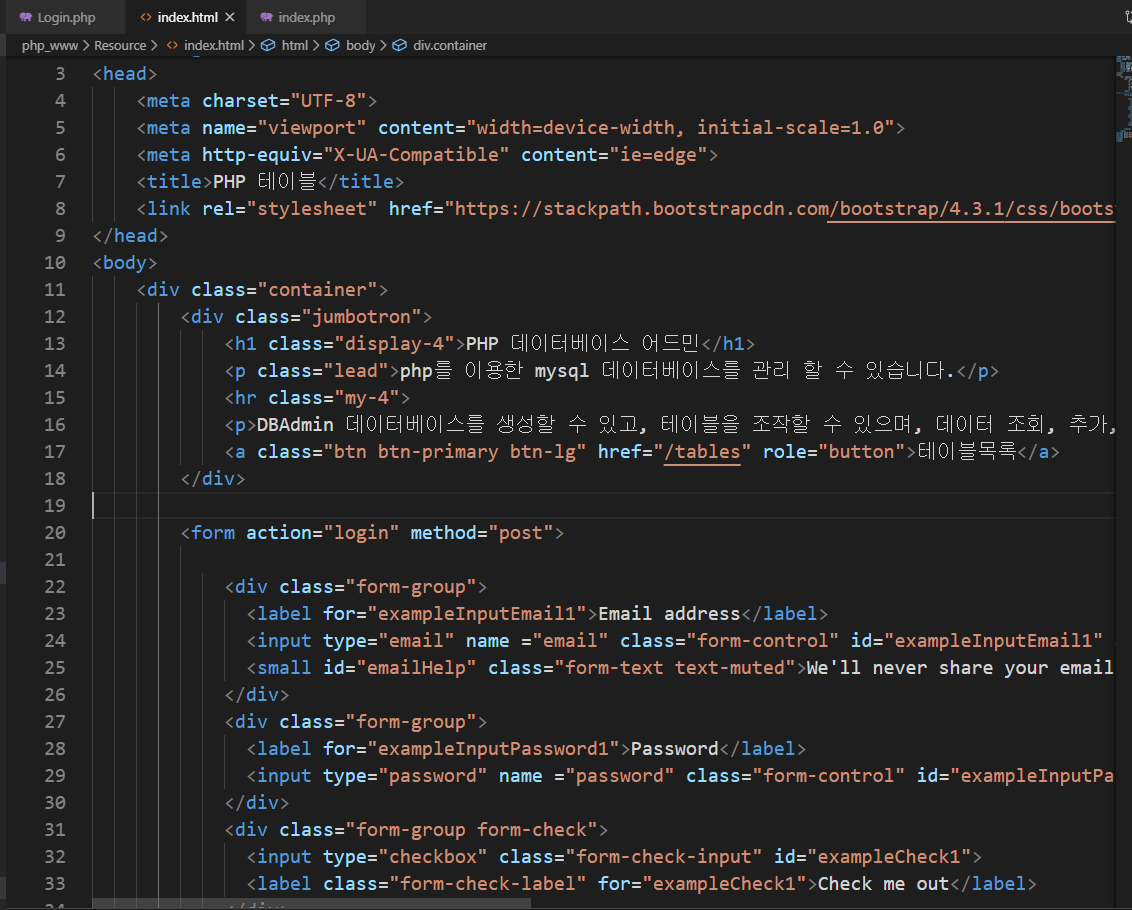 Login.php index.html index.php
php_www > Resource > index.html > html > body > div.container
3 <head>
4 <meta charset="UTF-8">
5 <meta name="viewport" content="width=device-width, initial-scale=1.0">
6 <meta http-equiv="X-UA-Compatible" content="ie=edge">
7 <title>PHP 테이블</title>
8 <link rel="stylesheet" href="https://stackpath.bootstrapcdn.com/bootstrap/4.3.1/css/boots
9 </head>
10 <body>
11 <div class="container">
12 <div class="jumbotron">
13 <h1 class="display-4">PHP 데이터베이스 어드민</h1>
14 <p class="lead">php를 이용한 mysql 데이터베이스를 관리 할 수 있습니다.</p>
15 <hr class="my-4">
16 <p>DBAdmin 데이터베이스를 생성할 수 있고, 테이블을 조작할 수 있으며, 데이터 조회, 추가,
17 <a class="btn btn-primary btn-lg" href="/tables" role="button">테이블목록</a>
18 </div>
19
20 <form action="login" method="post">
21
22 <div class="form-group">
23 <label for="exampleInputEmail1">Email address</label>
24 <input type="email" name ="email" class="form-control" id="exampleInputEmail1"
25 <small id="emailHelp" class="form-text text-muted">We'll never share your email
26 </div>
27 <div class="form-group">
28 <label for="exampleInputPassword1">Password</label>
29 <input type="password" name ="password" class="form-control" id="exampleInputPa
30 </div>
31 <div class="form-group form-check">
32 <input type="checkbox" class="form-check-input" id="exampleCheck1">
33 <label class="form-check-label" for="exampleCheck1">Check me out</label>